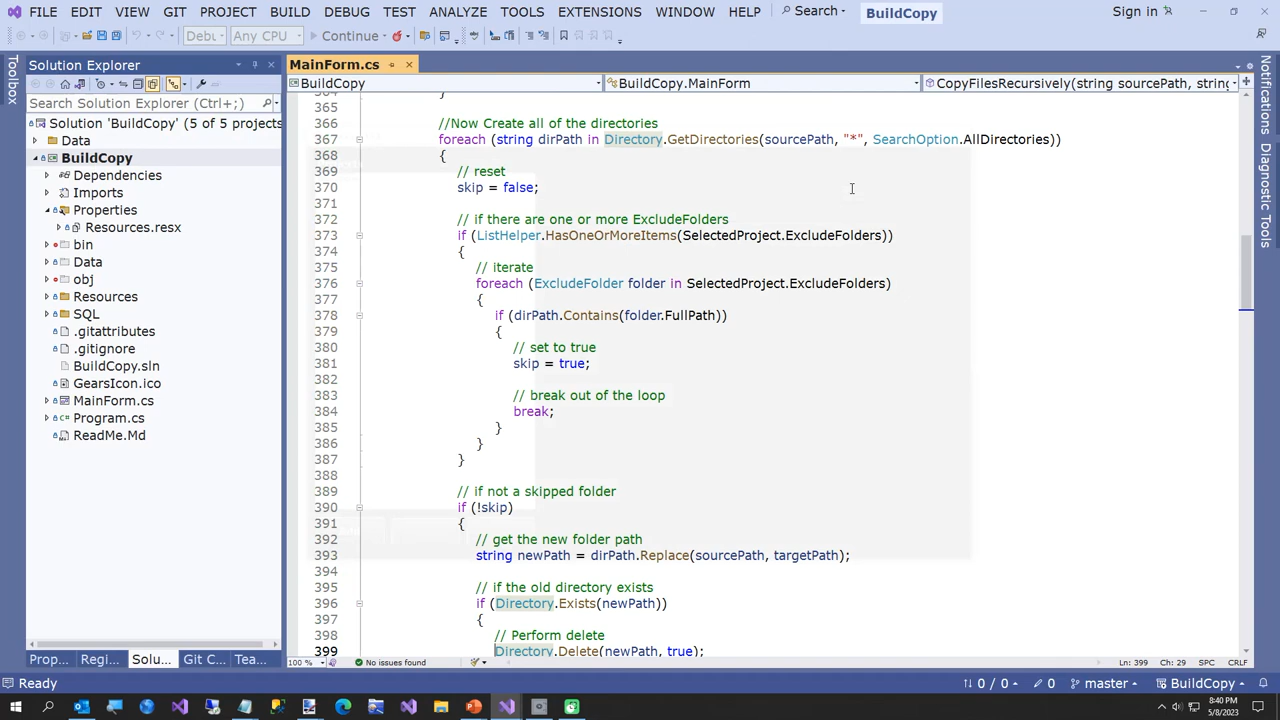 FILE EDIT VIEW GIT PROJECT BUILD DEBUG TEST ANALYZE TOOLS EXTENSIONS WINDOW HELP Search BuildCopy Sign in
Debu Any CPU Continue
Toolbox
Solution Explorer
Search Solution Explorer (Ctrl+;)
Solution 'BuildCopy' (5 of 5 projects
Data
BuildCopy
Dependencies
Imports
Properties
Resources.resx
bin
Data
obj
Resources
SQL
.gitattributes
.gitignore
BuildCopy.sln
GearsIcon.ico
MainForm.cs
Program.cs
ReadMe.Md
Prop... Regi... Solu... Git C... Tea...
MainForm.cs
BuildCopy BuildCopy.MainForm CopyFilesRecursively(string sourcePath, string
364 }
365
366 //Now Create all of the directories
367 foreach (string dirPath in Directory.GetDirectories(sourcePath, "*", SearchOption.AllDirectories))
368 {
369 // reset
370 skip = false;
371
372 // if there are one or more ExcludeFolders
373 if (ListHelper.HasOneOrMoreItems(SelectedProject.ExcludeFolders))
374 {
375 // iterate
376 foreach (ExcludeFolder folder in SelectedProject.ExcludeFolders)
377 {
378 if (dirPath.Contains(folder.FullPath))
379 {
380 // set to true
381 skip = true;
382
383 // break out of the loop
384 break;
385 }
386 }
387 }
388
389 // if not a skipped folder
390 if (!skip)
391 {
392 // get the new folder path
393 string newPath = dirPath.Replace(sourcePath, targetPath);
394
395 // if the old directory exists
396 if (Directory.Exists(newPath))
397 {
398 // Perform delete
399 Directory.Delete(newPath, true);
100 % No issues found Ln: 399 Ch: 29 SPC CRLF
Notifications
Diagnostic Tools
Ready 0 / 0 0 master BuildCopy
8:40 PM
5/8/2023